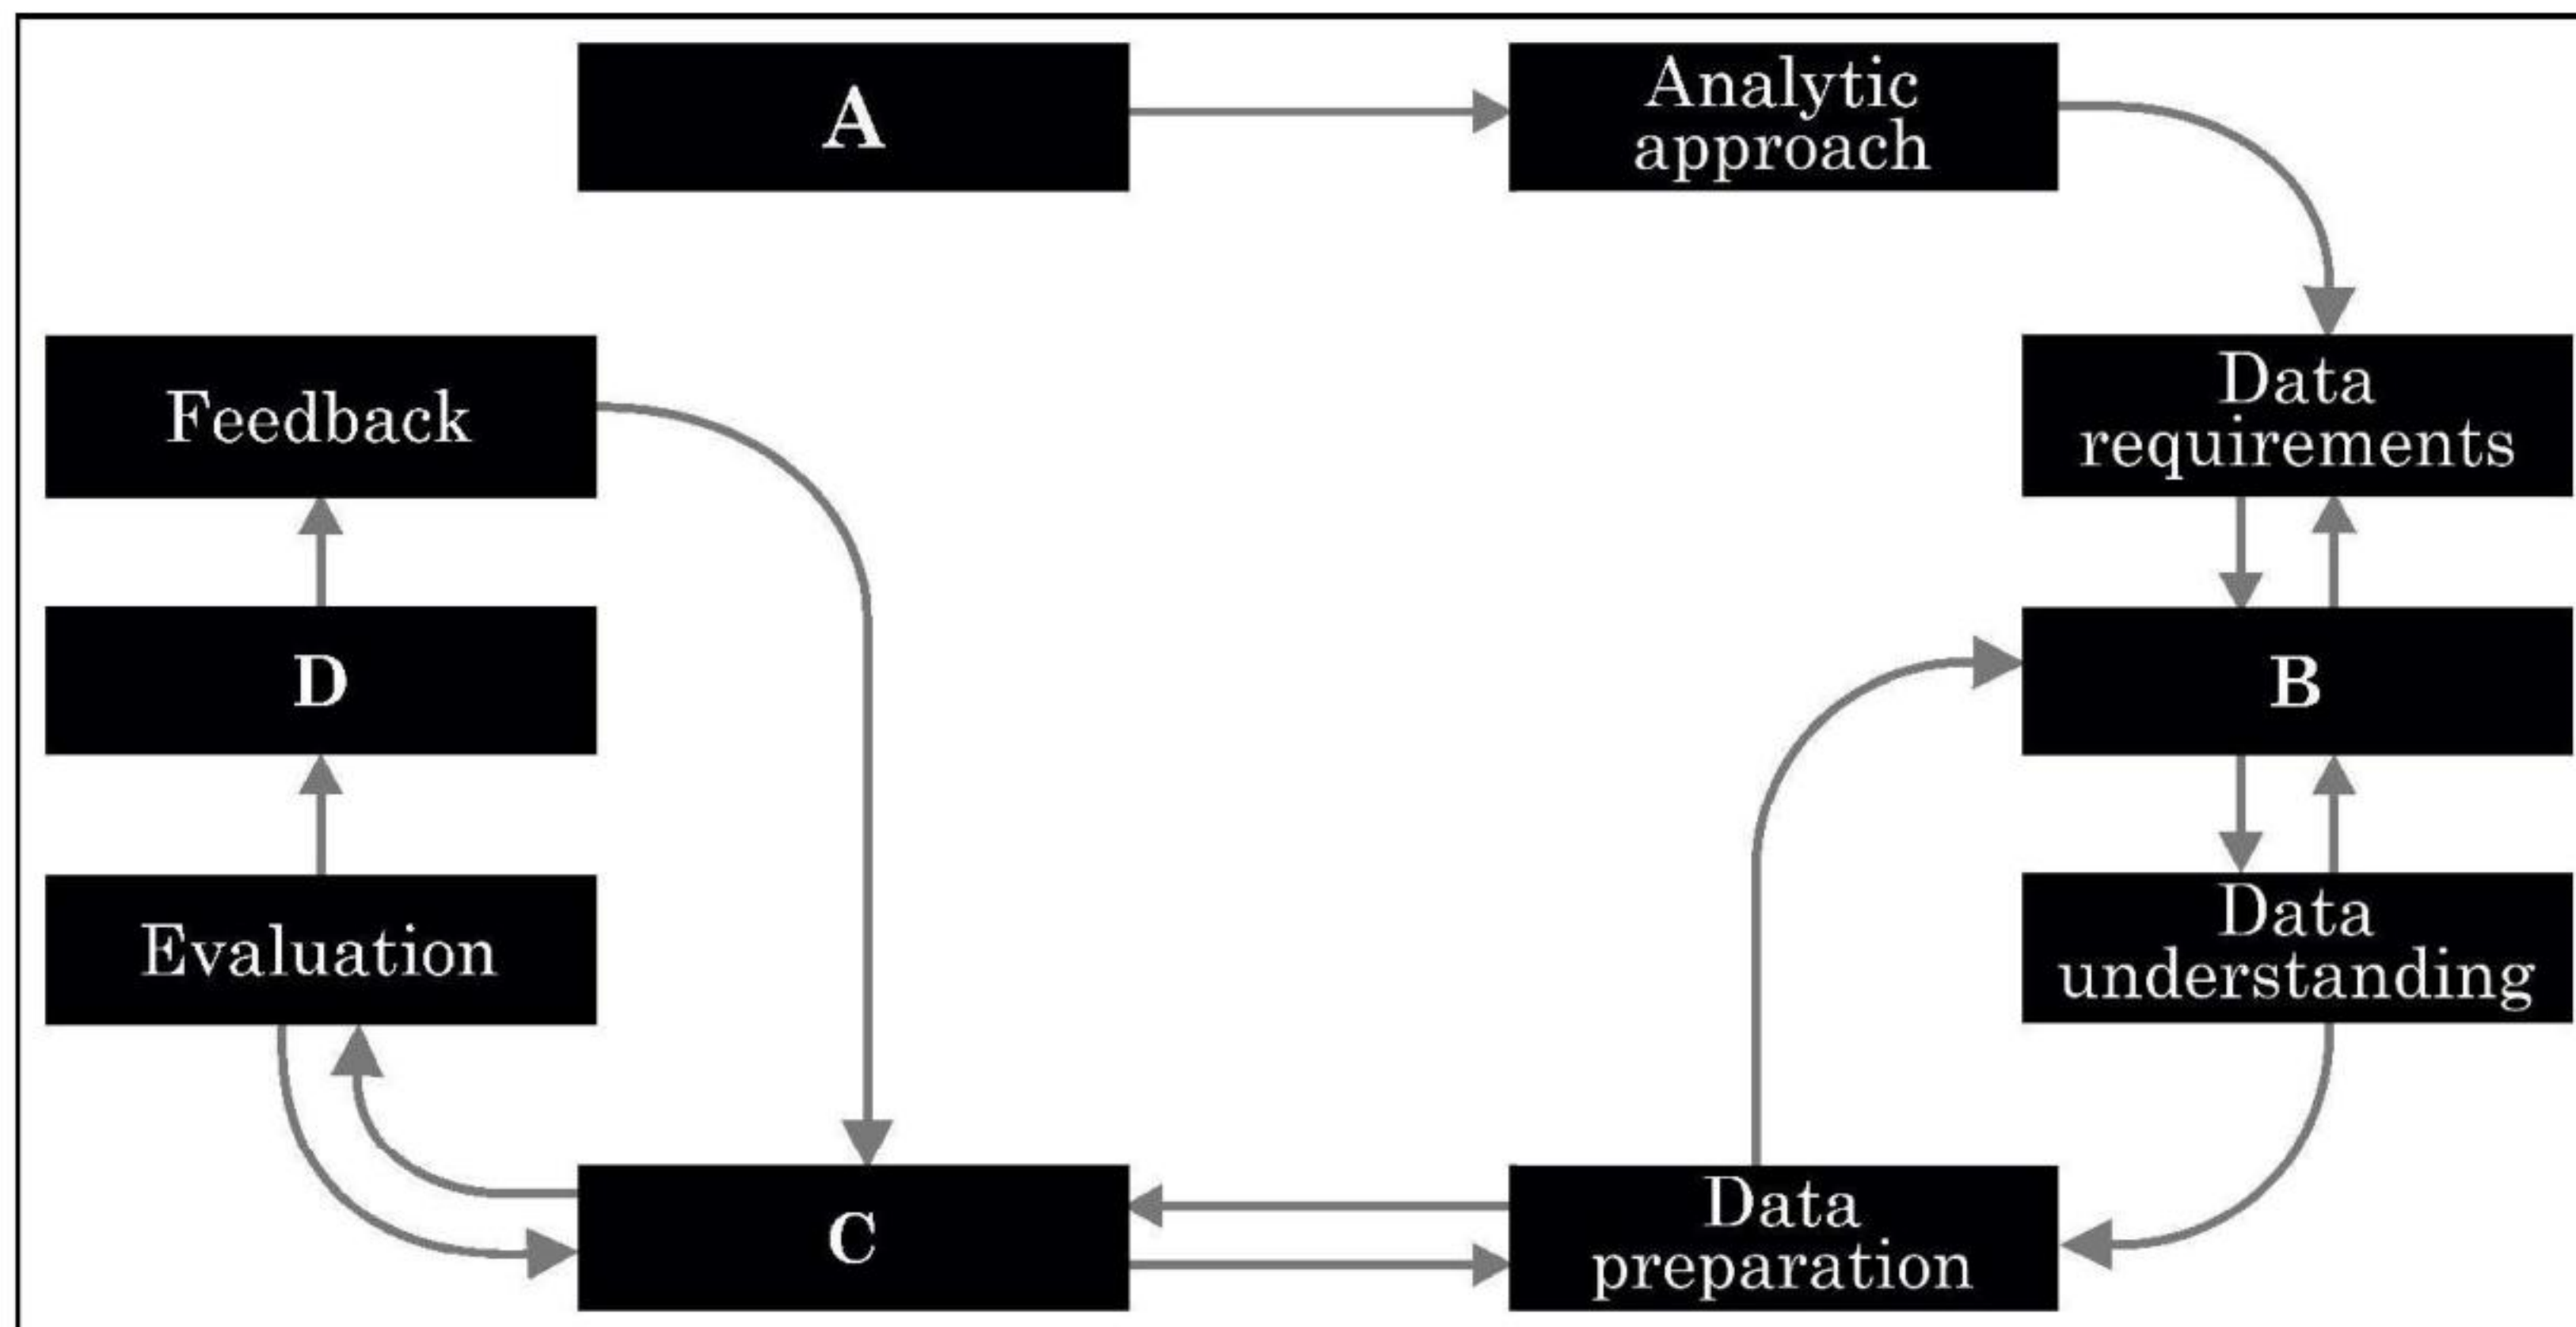 A
Analytic
approach
Feedback
Data
requirements
D
B
Evaluation
Data
understanding
C
Data
preparation